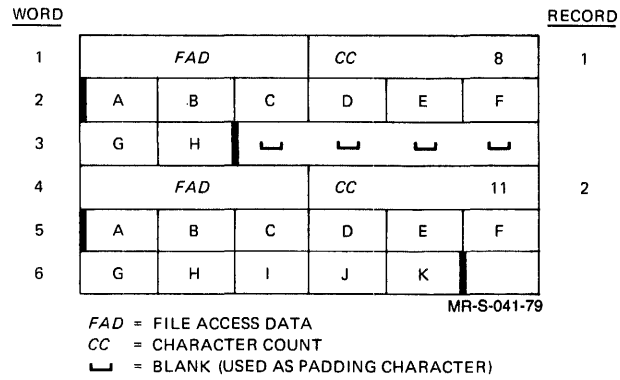 WORD RECORD
1 FAD CC 8 1
2 A B C D E F
3 G H ␣ ␣ ␣ ␣
4 FAD CC 11 2
5 A B C D E F
6 G H I J K
MR-S-041-79
FAD = FILE ACCESS DATA
CC = CHARACTER COUNT
␣ = BLANK (USED AS PADDING CHARACTER)